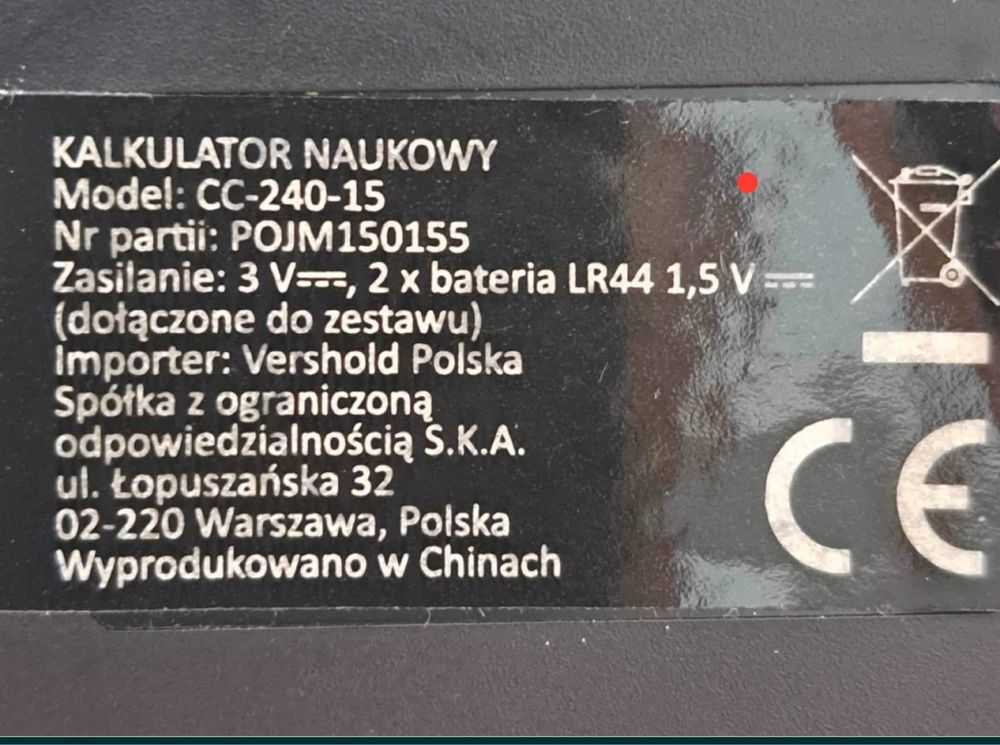 KALKULATOR NAUKOWY
Model: CC-240-15
Nr partii: POJM150155
Zasilanie: 3 V⎓, 2 x bateria LR44 1,5 V ⎓
(dołączone do zestawu)
Importer: Vershold Polska
Spółka z ograniczoną
odpowiedzialnością S.K.A.
ul. Łopuszańska 32
02-220 Warszawa, Polska
Wyprodukowano w Chinach
CE